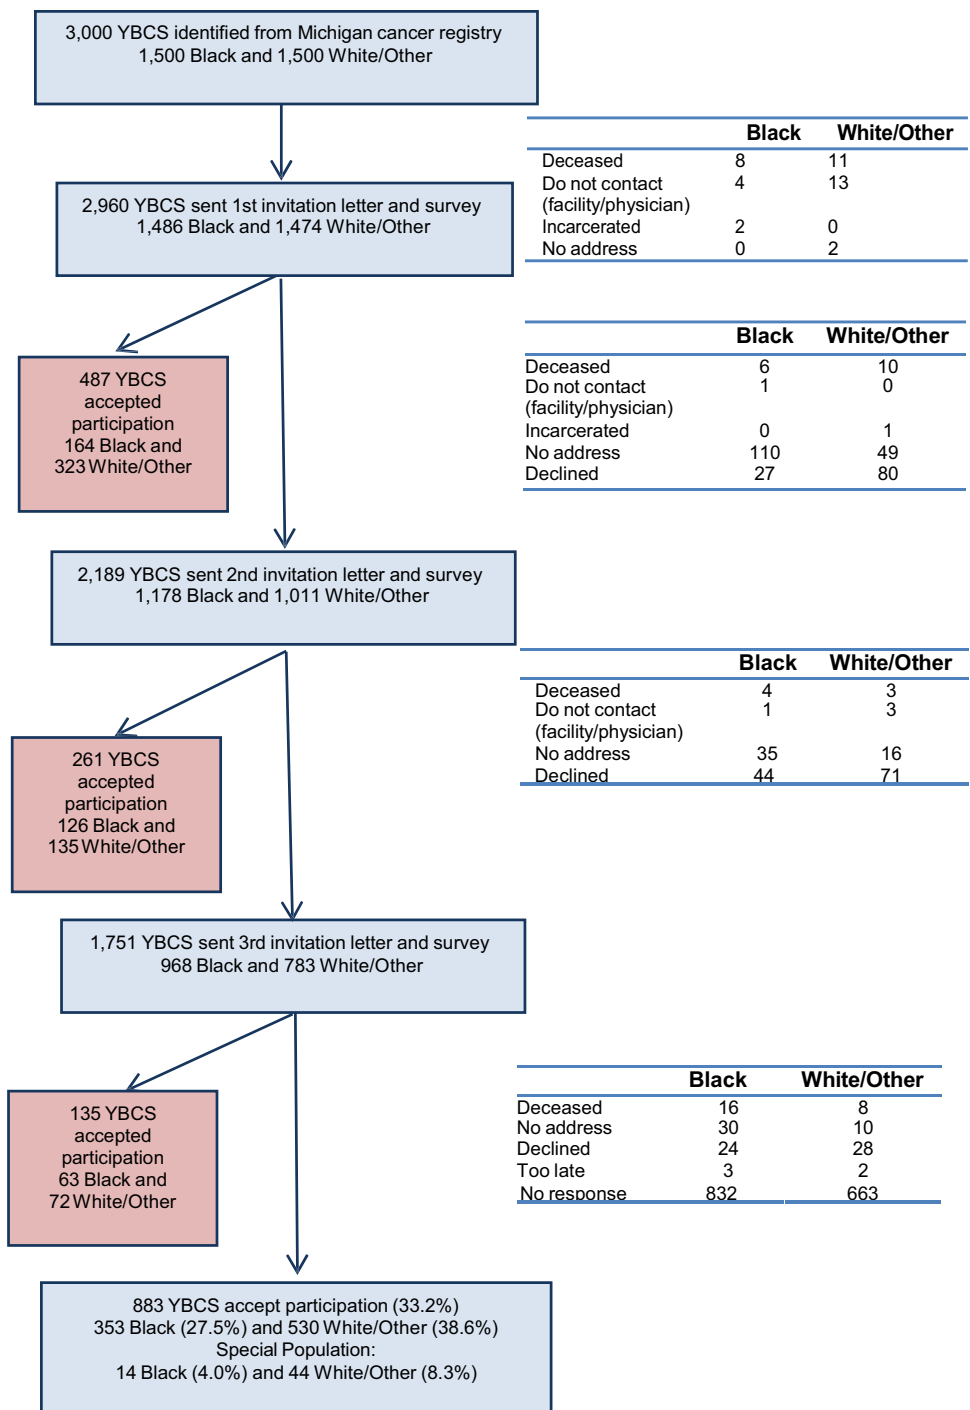 3,000 YBCS identified from Michigan cancer registry
1,500 Black and 1,500 White/Other
Black White/Other
Deceased 8 11
Do not contact 4 13
(facility/physician)
Incarcerated 2 0
No address 0 2
2,960 YBCS sent 1st invitation letter and survey
1,486 Black and 1,474 White/Other
Black White/Other
Deceased 6 10
Do not contact 1 0
(facility/physician)
Incarcerated 0 1
No address 110 49
Declined 27 80
487 YBCS
accepted
participation
164 Black and
323 White/Other
2,189 YBCS sent 2nd invitation letter and survey
1,178 Black and 1,011 White/Other
Black White/Other
Deceased 4 3
Do not contact 1 3
(facility/physician)
No address 35 16
Declined 44 71
261 YBCS
accepted
participation
126 Black and
135 White/Other
1,751 YBCS sent 3rd invitation letter and survey
968 Black and 783 White/Other
Black White/Other
Deceased 16 8
No address 30 10
Declined 24 28
Too late 3 2
No response 832 663
135 YBCS
accepted
participation
63 Black and
72 White/Other
883 YBCS accept participation (33.2%)
353 Black (27.5%) and 530 White/Other (38.6%)
Special Population:
14 Black (4.0%) and 44 White/Other (8.3%)